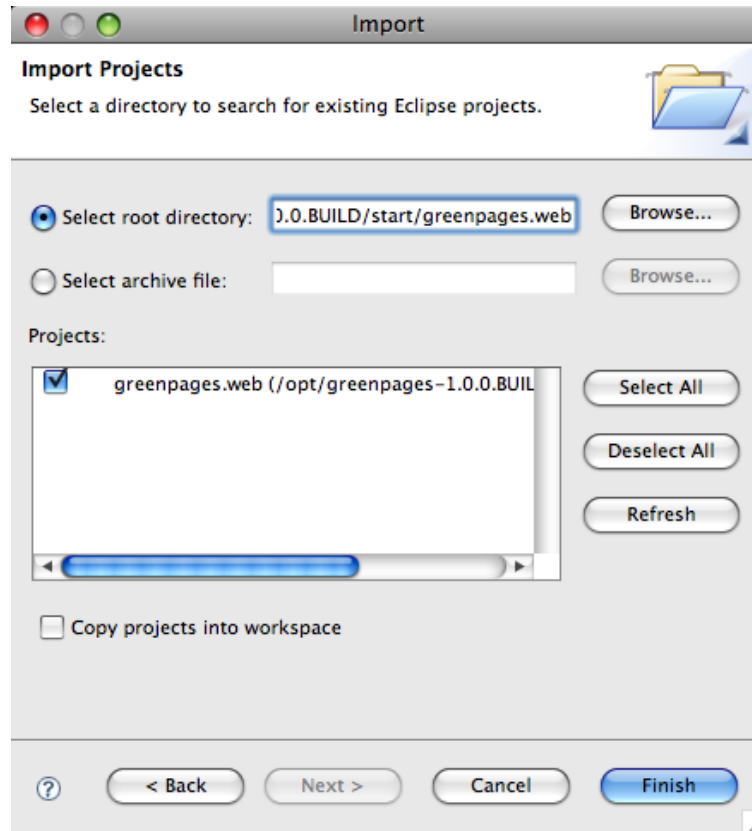 Import
Import Projects
Select a directory to search for existing Eclipse projects.
Select root directory: 0.0.BUILD/start/greenpages.web Browse...
Select archive file: Browse...
Projects:
greenpages.web (/opt/greenpages-1.0.0.BUIL
Select All
Deselect All
Refresh
Copy projects into workspace
? < Back Next > Cancel Finish